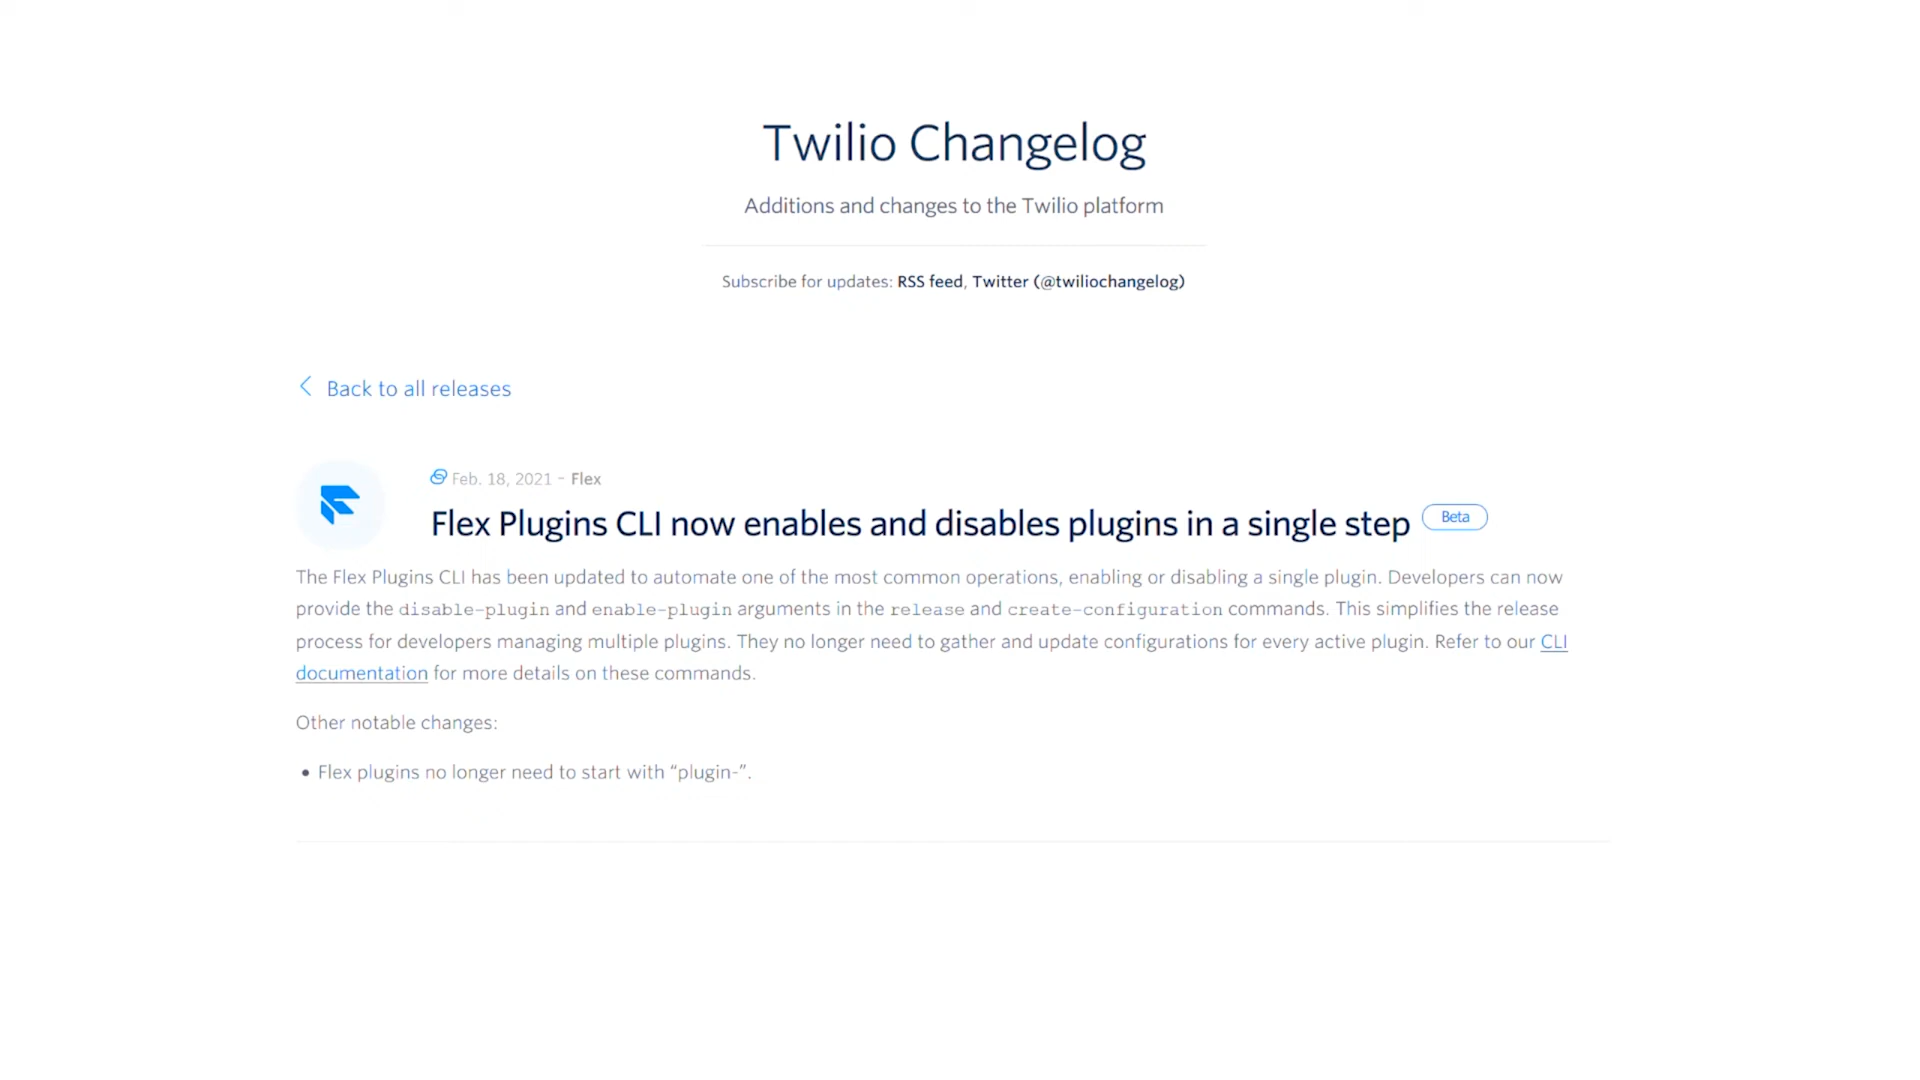 Twilio Changelog
Additions and changes to the Twilio platform
Subscribe for updates: RSS feed, Twitter (@twiliochangelog)
Back to all releases
Feb. 18, 2021 - Flex
Flex Plugins CLI now enables and disables plugins in a single step Beta
The Flex Plugins CLI has been updated to automate one of the most common operations, enabling or disabling a single plugin. Developers can now
provide the disable-plugin and enable-plugin arguments in the release and create-configuration commands. This simplifies the release
process for developers managing multiple plugins. They no longer need to gather and update configurations for every active plugin. Refer to our CLI
documentation for more details on these commands.
Other notable changes:
• Flex plugins no longer need to start with “plugin-”.